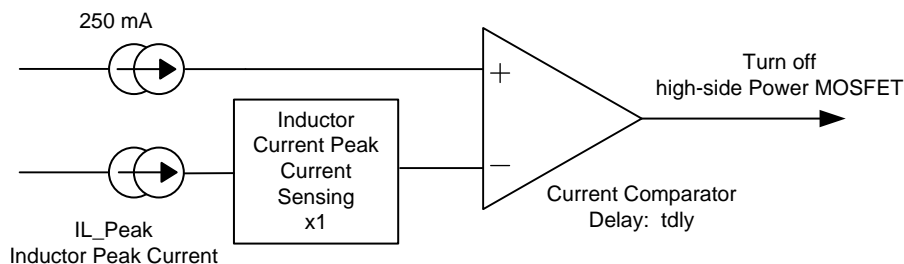 250 mA
+
Inductor
Current Peak
Current
Sensing
x1
−
Turn off
high-side Power MOSFET
Current Comparator
Delay:  tdly
IL_Peak
Inductor Peak Current